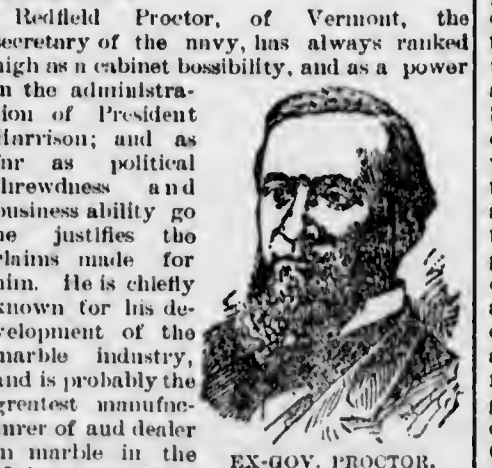 Redfield Proctor, of Vermont, the
secretary of the navy, has always ranked
high as a cabinet bossibility, and as a power
in the administra-
tion of President
Harrison; and as
far as political
shrewdness and
business ability go
he justifies the
claims made for
him. He is chiefly
known for his de-
velopment of the
marble industry,
and is probably the
greatest manufac-
turer of aud dealer
in marble in the
EX-GOV. PROCTOR.